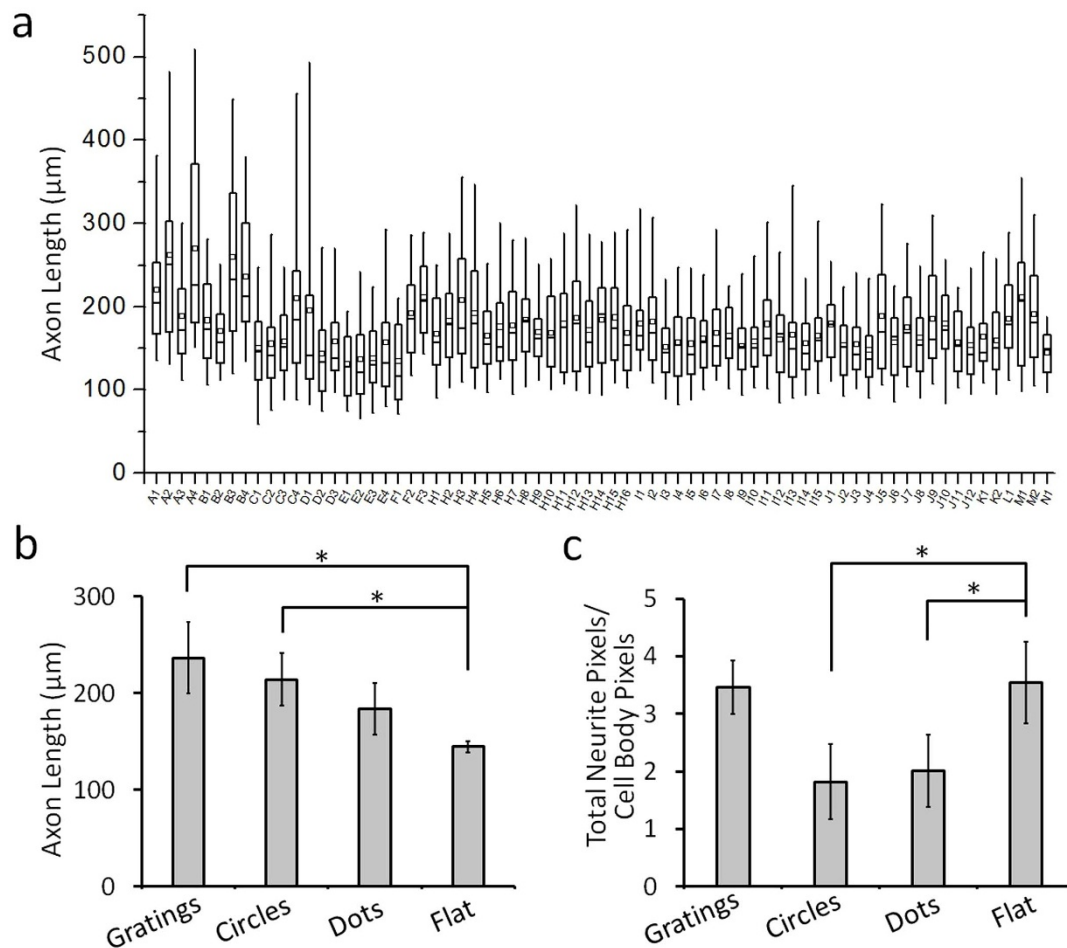 a
500
400
300
200
100
0
Axon Length (µm)
A1 A2 A3 A4 B1 B2 B3 B4 C1 C2 C3 C4 D1 D2 D3 E1 E2 E3 E4 F1 F2 F3 H1 H2 H3 H4 H5 H6 H7 H8 H9 H10 H11 H12 H13 H14 H15 H16 I1 I2 I3 I4 I5 I6 I7 I8 I9 I10 I11 I12 I13 I14 I15 J1 J2 J3 J4 J5 J6 J7 J8 J9 J10 J11 J12 K1 K2 L1 M1 M2 N1
b
*
*
300
200
100
0
Axon Length (µm)
Gratings Circles Dots Flat
c
*
*
5
4
3
2
1
0
Total Neurite Pixels/
Cell Body Pixels
Gratings Circles Dots Flat